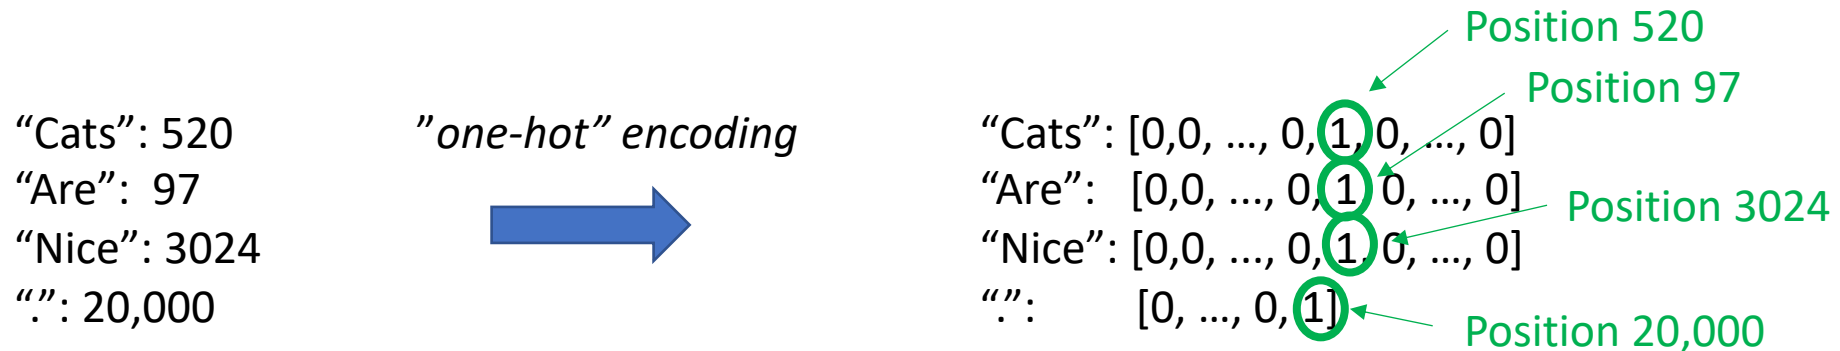 “Cats”: 520
“Are”: 97
“Nice”: 3024
“.”: 20,000
”one-hot” encoding
“Cats”: [0,0, …, 0, 1, 0, …, 0]
“Are”: [0,0, …, 0, 1, 0, …, 0]
“Nice”: [0,0, …, 0, 1, 0, …, 0]
“.”: [0, …, 0, 1]
Position 520
Position 97
Position 3024
Position 20,000